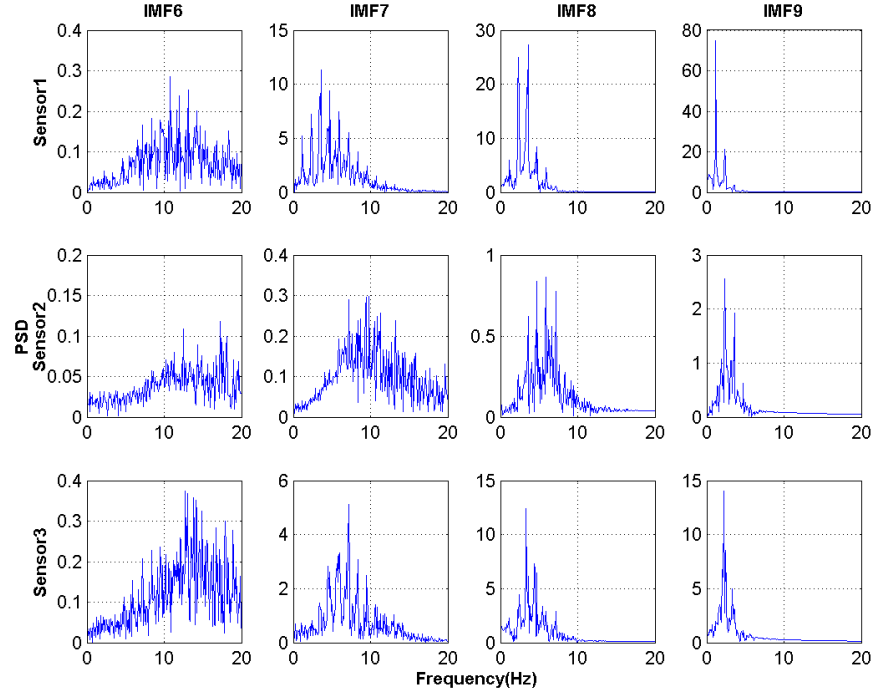 IMF6 IMF7 IMF8 IMF9
0.4 15 30 80
0.3 60
10 20
0.2 40
5 10
0.1 20
0 0 0 0
0 10 20 0 10 20 0 10 20 0 10 20
Sensor1
0.2 0.4 1 3
0.15 0.3
2
0.1 0.2 0.5
1
0.05 0.1
0 0 0 0
0 10 20 0 10 20 0 10 20 0 10 20
PSD
Sensor2
0.4 6 15 15
0.3
4 10 10
0.2
2 5 5
0.1
0 0 0 0
0 10 20 0 10 20 0 10 20 0 10 20
Sensor3
Frequency(Hz)